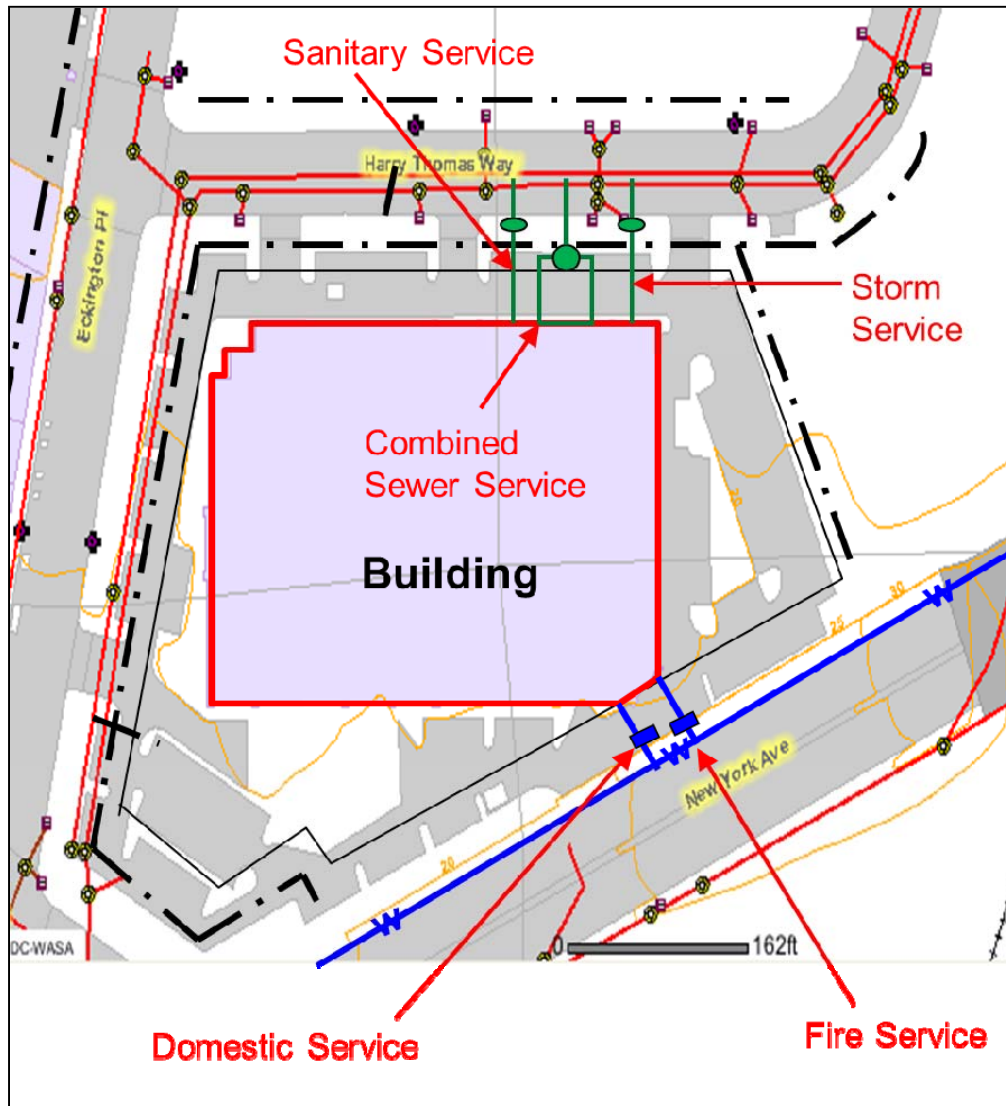 Sanitary Service
Harry Thomas Way
Eckington Pl
Storm
Service
Combined
Sewer Service
30
Building
30
25
W
W
New York Ave
20
W
DC-WASA
0
162ft
Domestic Service
Fire Service